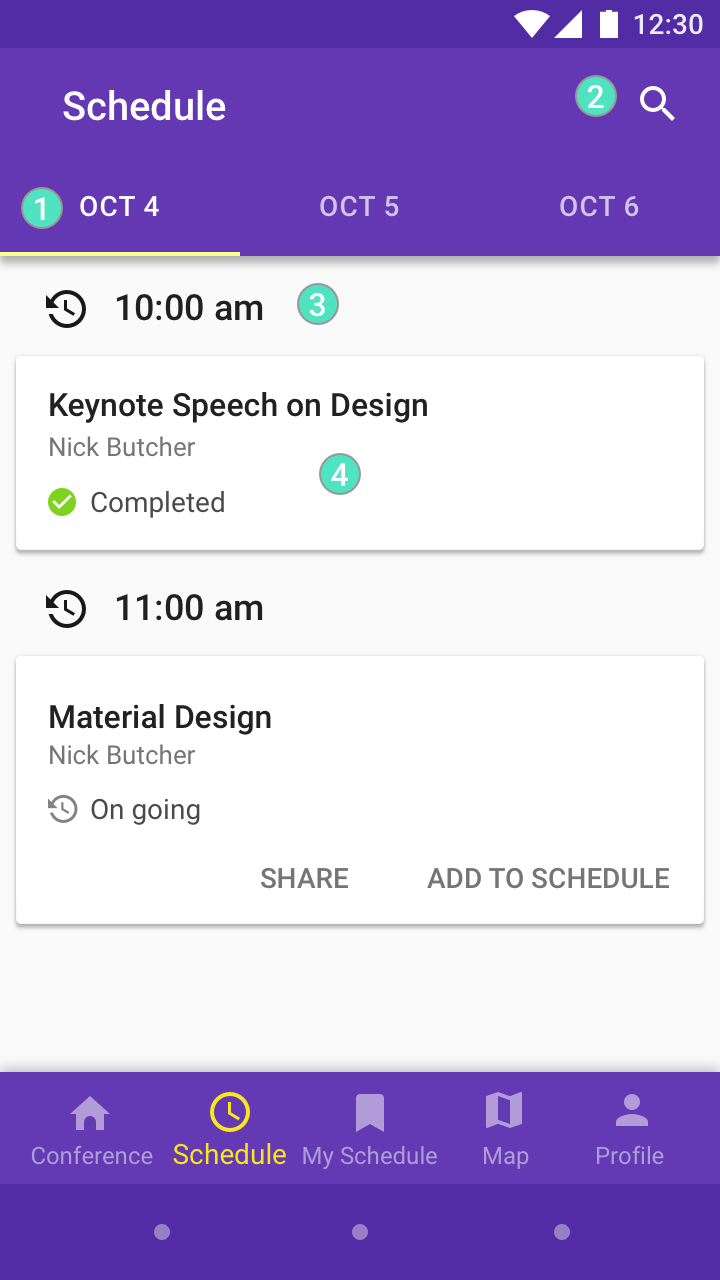 12:30
Schedule 2
1 OCT 4 OCT 5 OCT 6
10:00 am 3
Keynote Speech on Design
Nick Butcher
4
Completed
11:00 am
Material Design
Nick Butcher
On going
SHARE ADD TO SCHEDULE
Conference Schedule My Schedule Map Profile